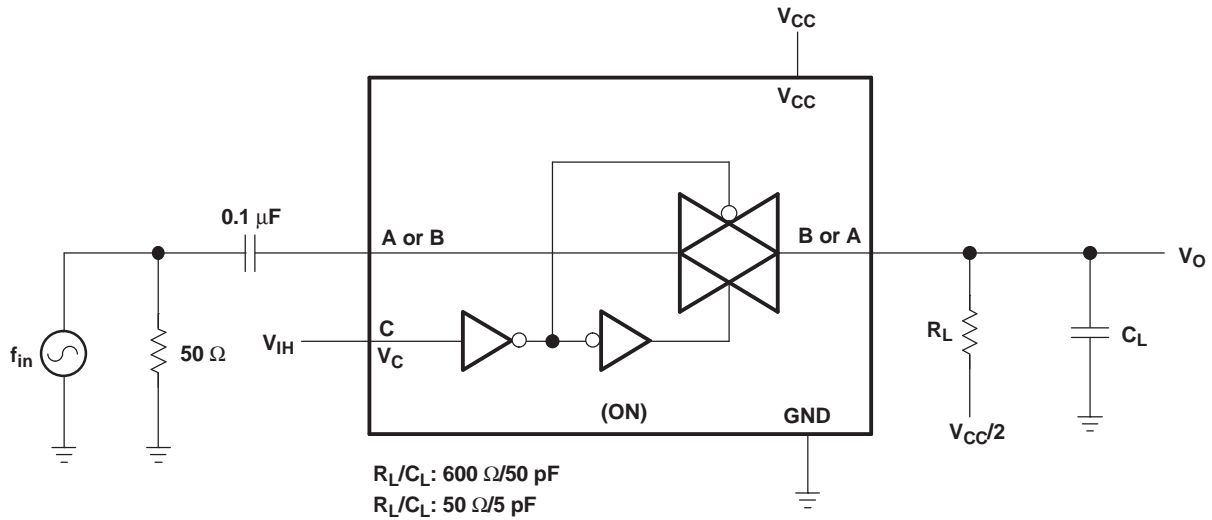 VCC
VCC
0.1 μF
A or B
B or A
VO
fin
50 Ω
VIH
C
VC
RL
CL
(ON)
GND
VCC/2
RL/CL: 600 Ω/50 pF
RL/CL: 50 Ω/5 pF